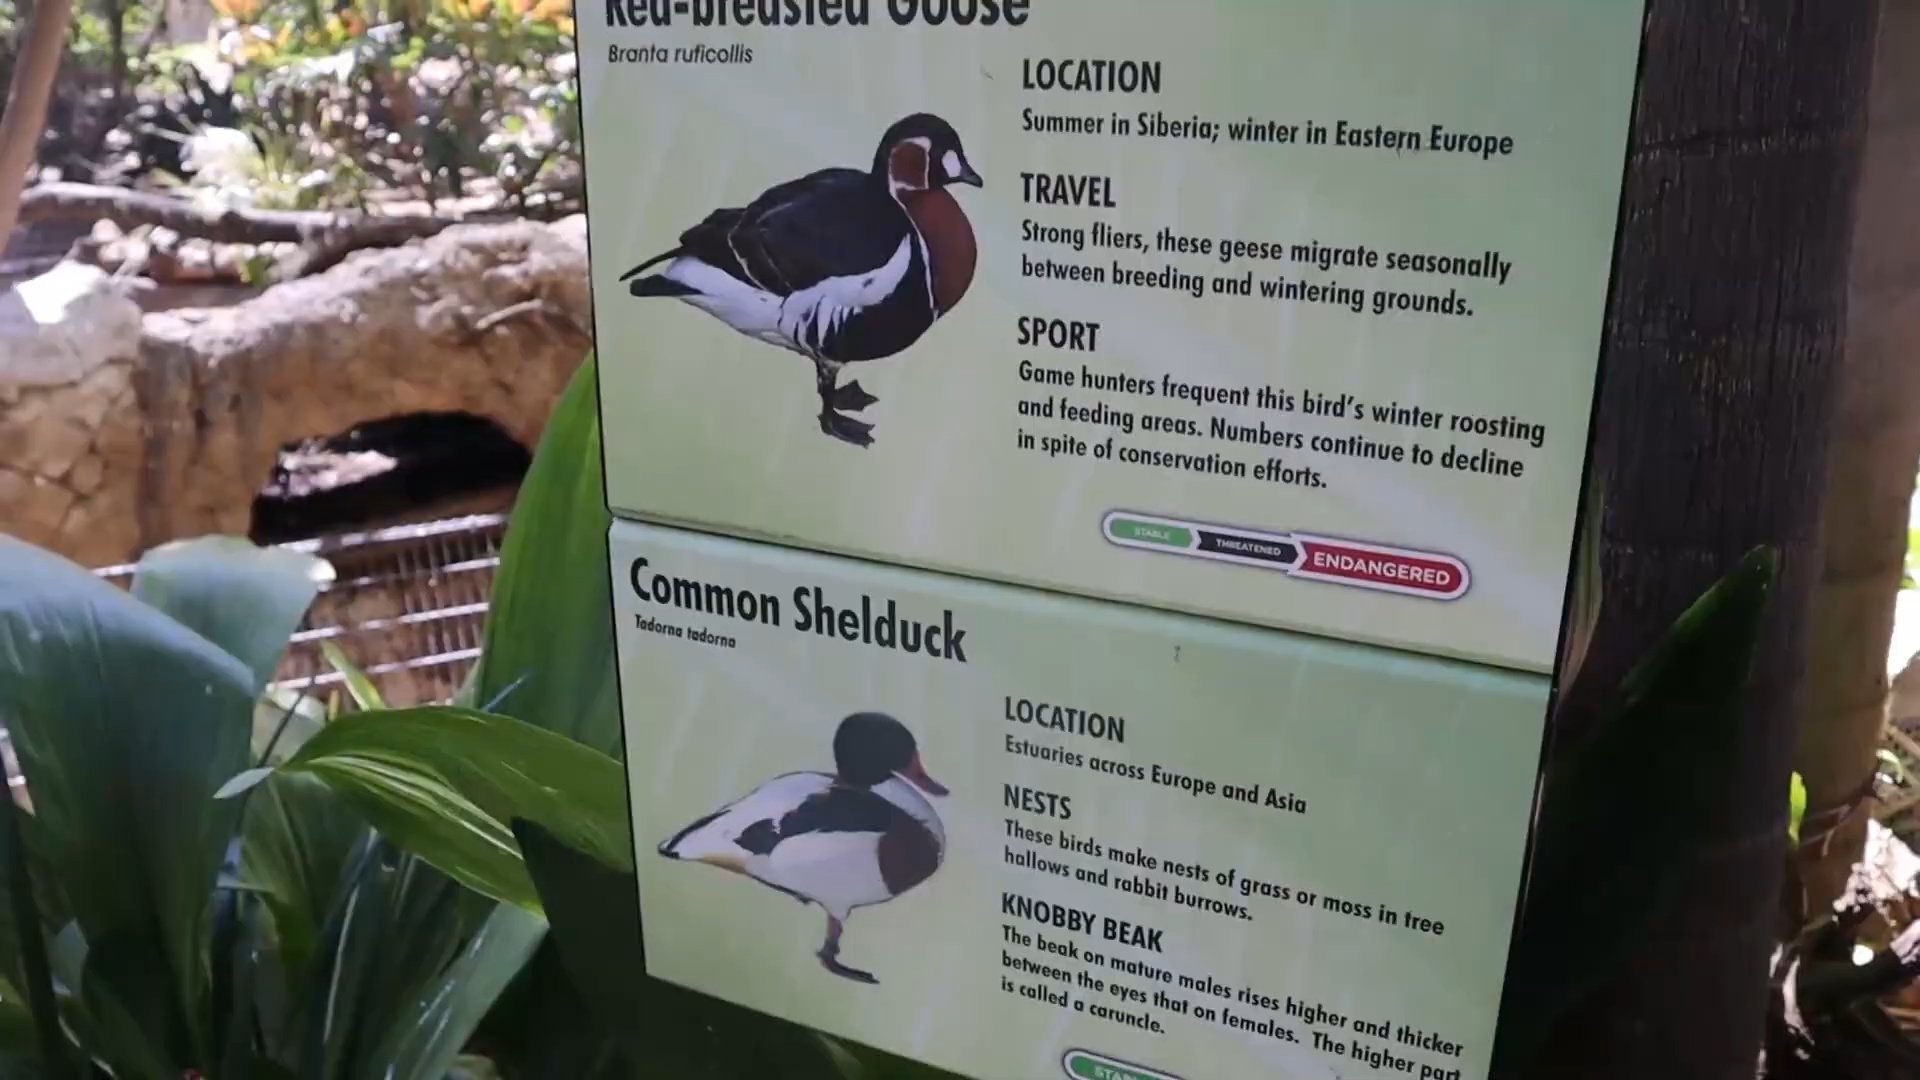 Red-breasted Goose
Branta ruficollis
LOCATION
Summer in Siberia; winter in Eastern Europe
TRAVEL
Strong fliers, these geese migrate seasonally
between breeding and wintering grounds.
SPORT
Game hunters frequent this bird's winter roosting
and feeding areas. Numbers continue to decline
in spite of conservation efforts.
STABLE THREATENED ENDANGERED
Common Shelduck
Tadorna tadorna
LOCATION
Estuaries across Europe and Asia
NESTS
These birds make nests of grass or moss in tree
hallows and rabbit burrows.
KNOBBY BEAK
The beak on mature males rises higher and thicker
between the eyes that on females. The higher part
is called a caruncle.
STABLE